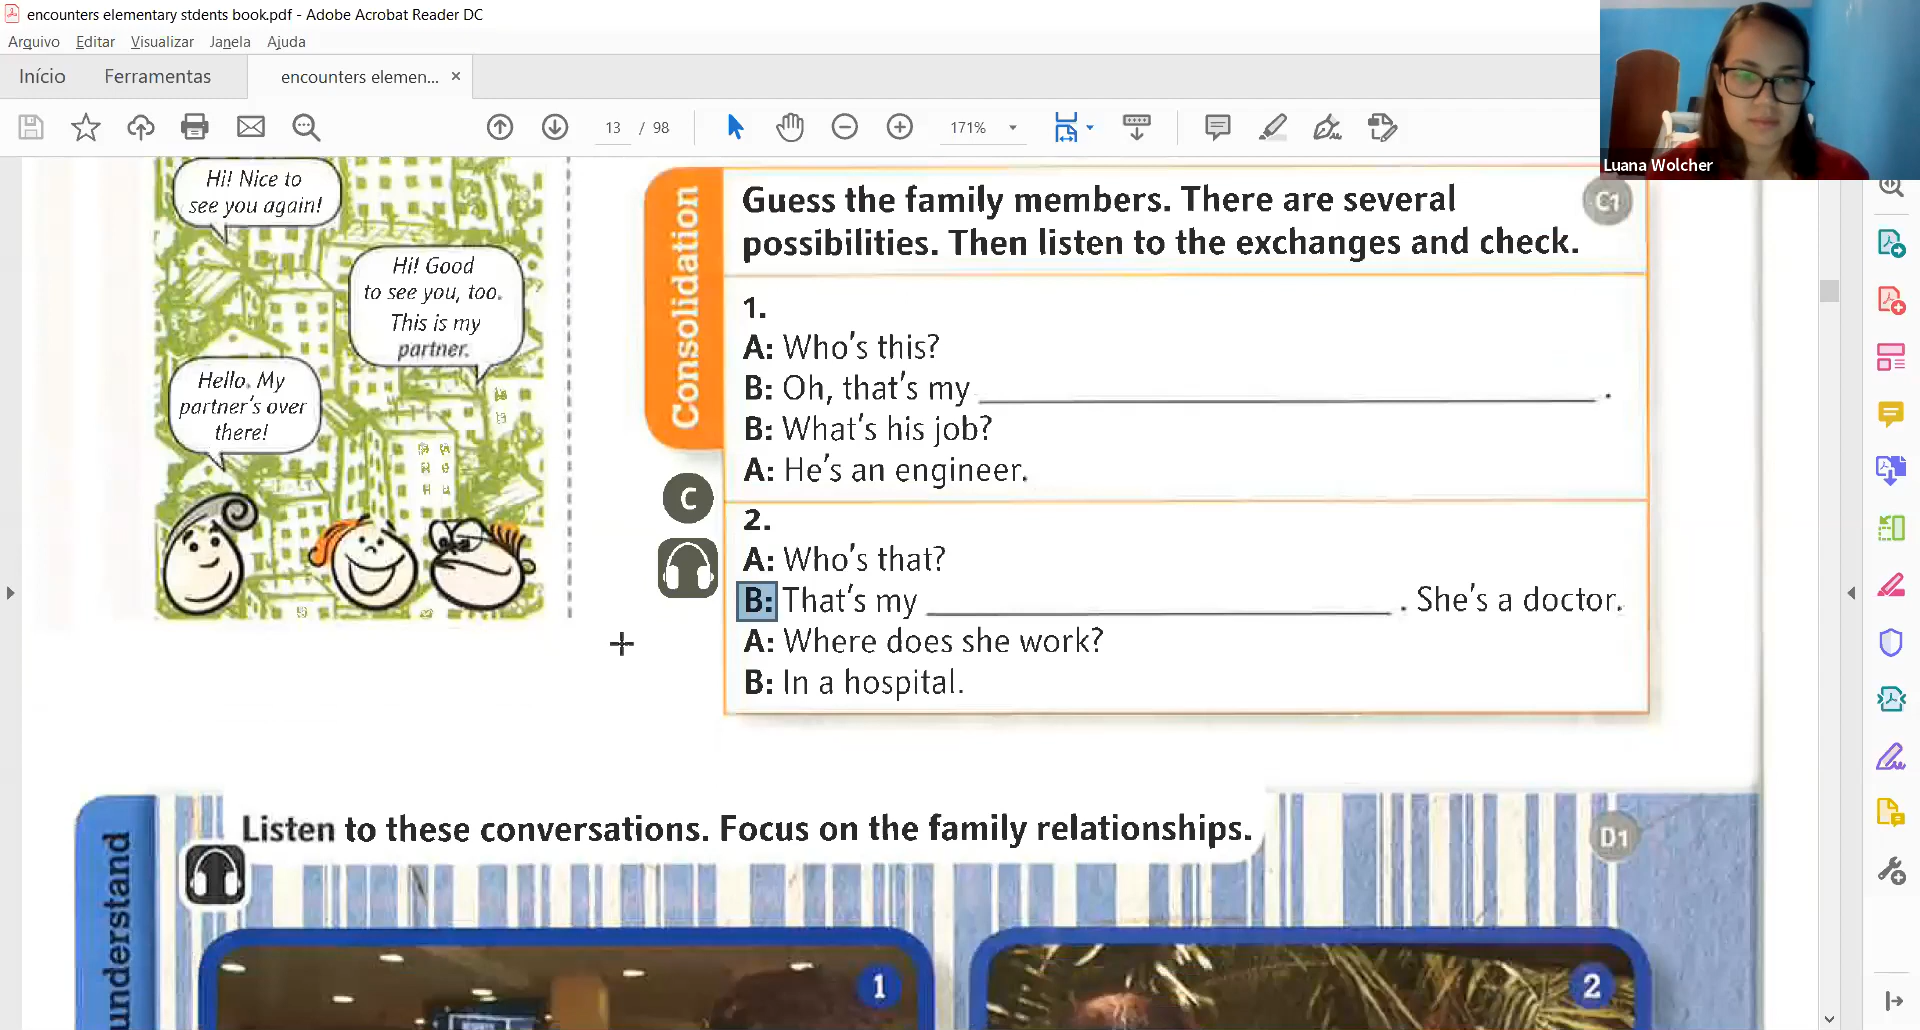 encounters elementary stdents book.pdf - Adobe Acrobat Reader DC
Arquivo Editar Visualizar Janela Ajuda
Início Ferramentas encounters elemen... ×
13 / 98 171%
Luana Wolcher
Hi! Nice to
see you again!
Hi! Good
to see you, too.
This is my
partner.
Hello. My
partner's over
there!
Consolidation
Guess the family members. There are several
possibilities. Then listen to the exchanges and check.
C1
1.
A: Who's this?
B: Oh, that's my ______ .
B: What's his job?
A: He's an engineer.
C
2.
A: Who's that?
B: That's my ______ . She's a doctor.
A: Where does she work?
B: In a hospital.
understand
Listen to these conversations. Focus on the family relationships.
D1
1
2